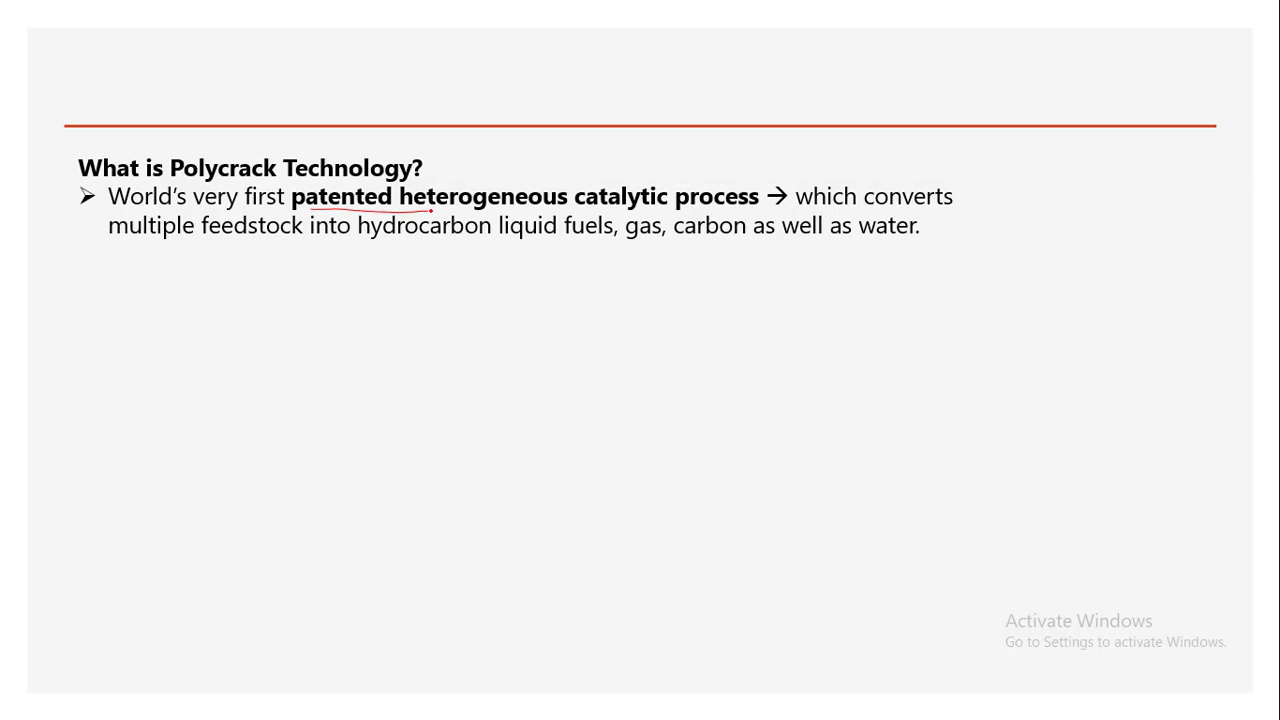 What is Polycrack Technology?
➢ World’s very first patented heterogeneous catalytic process → which converts
multiple feedstock into hydrocarbon liquid fuels, gas, carbon as well as water.
Activate Windows
Go to Settings to activate Windows.